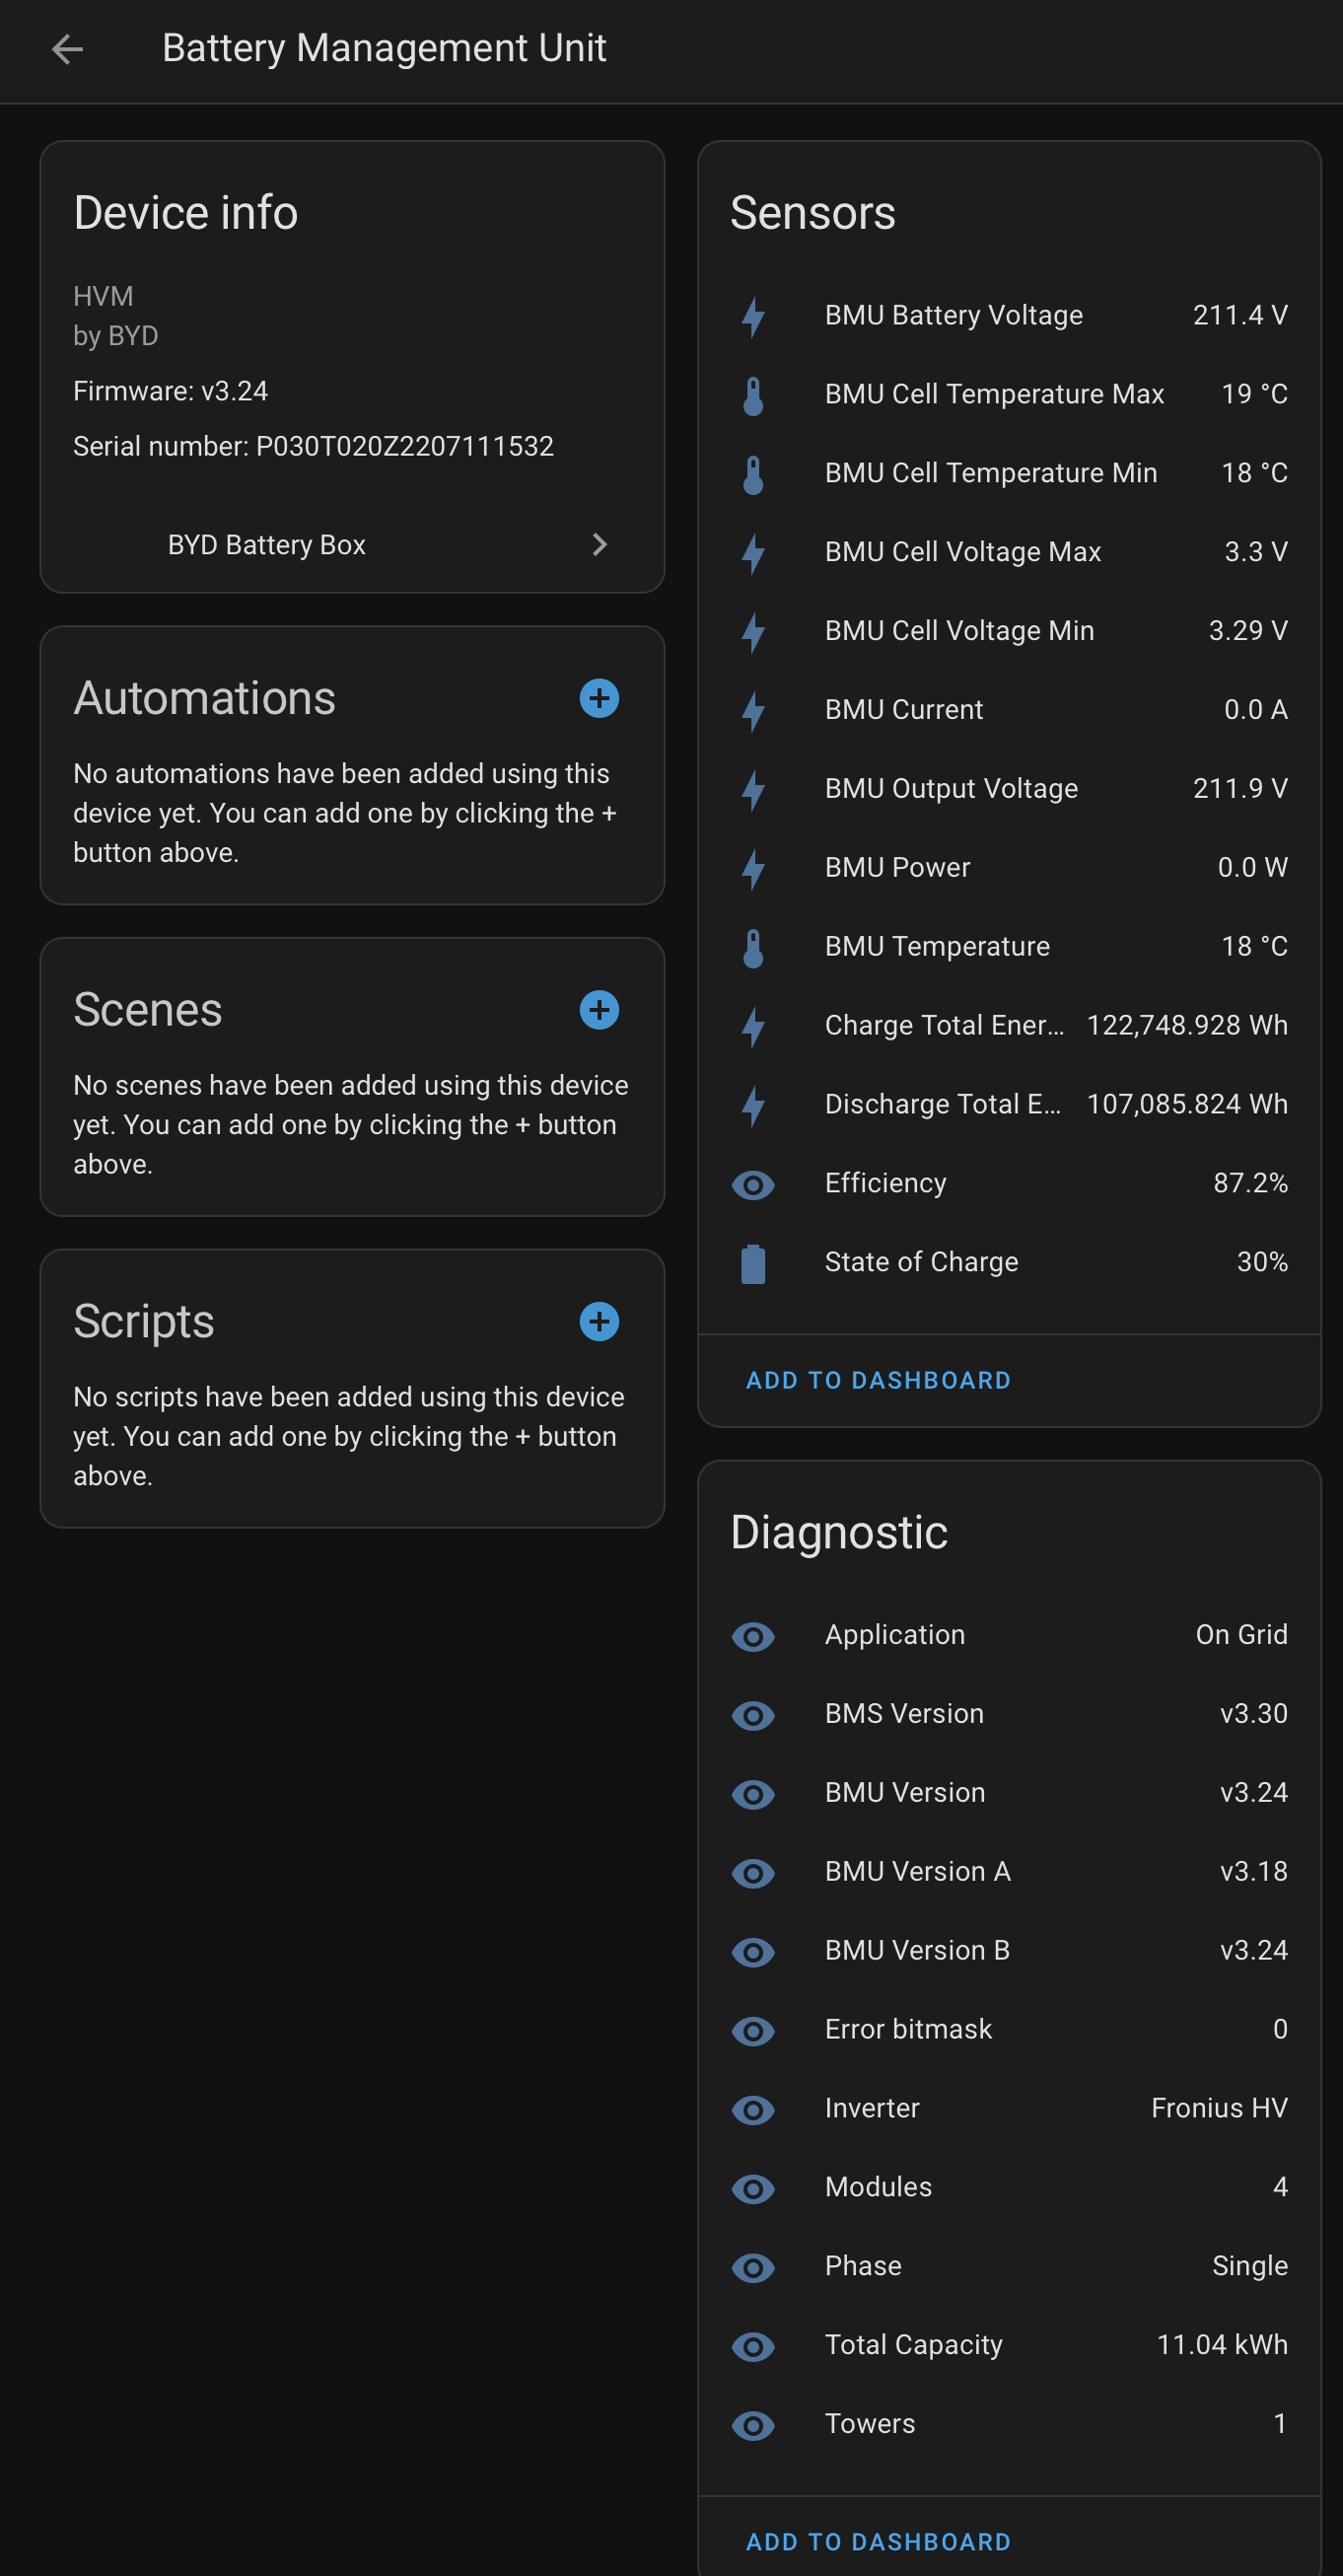 Battery Management Unit
Device info
HVM
by BYD
Firmware: v3.24
Serial number: P030T020Z2207111532
BYD Battery Box
Automations
No automations have been added using this
device yet. You can add one by clicking the +
button above.
Scenes
No scenes have been added using this device
yet. You can add one by clicking the + button
above.
Scripts
No scripts have been added using this device
yet. You can add one by clicking the + button
above.
Sensors
BMU Battery Voltage 211.4 V
BMU Cell Temperature Max 19 °C
BMU Cell Temperature Min 18 °C
BMU Cell Voltage Max 3.3 V
BMU Cell Voltage Min 3.29 V
BMU Current 0.0 A
BMU Output Voltage 211.9 V
BMU Power 0.0 W
BMU Temperature 18 °C
Charge Total Ener... 122,748.928 Wh
Discharge Total E... 107,085.824 Wh
Efficiency 87.2%
State of Charge 30%
ADD TO DASHBOARD
Diagnostic
Application On Grid
BMS Version v3.30
BMU Version v3.24
BMU Version A v3.18
BMU Version B v3.24
Error bitmask 0
Inverter Fronius HV
Modules 4
Phase Single
Total Capacity 11.04 kWh
Towers 1
ADD TO DASHBOARD